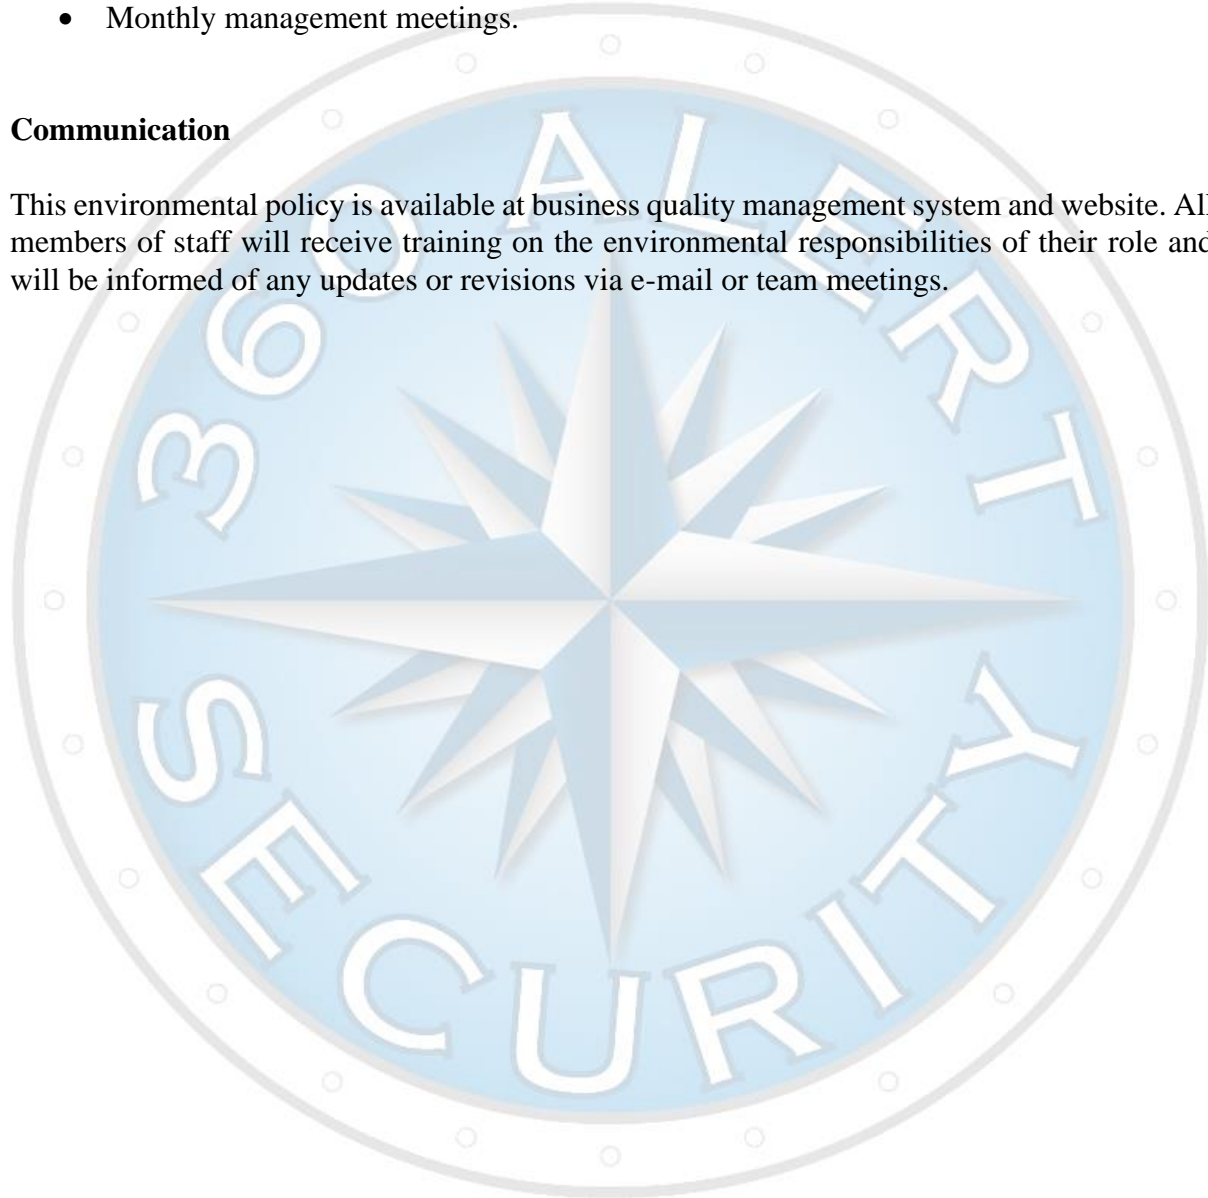 • Monthly management meetings.
Communication
This environmental policy is available at business quality management system and website. All
members of staff will receive training on the environmental responsibilities of their role and
will be informed of any updates or revisions via e-mail or team meetings.
360 ALERT
SECURITY